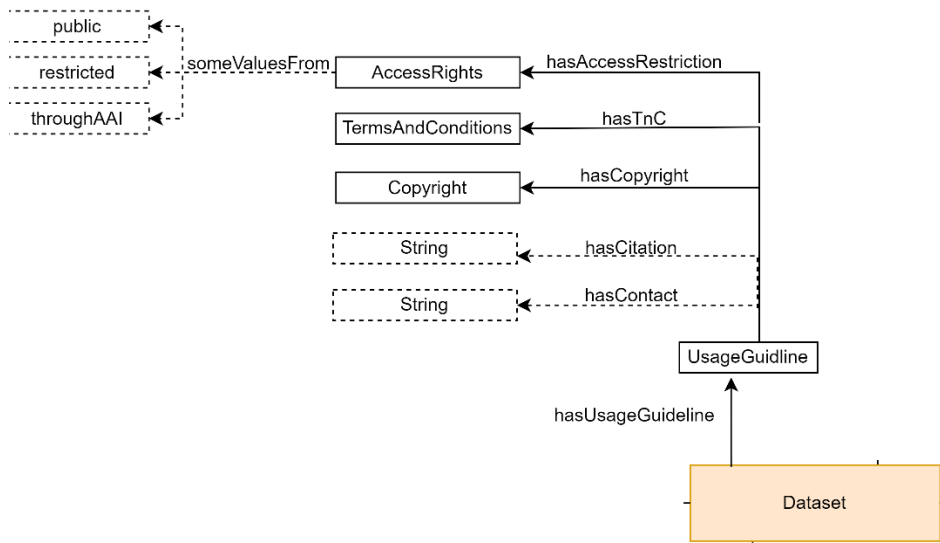 public
restricted
throughAAI
someValuesFrom
AccessRights
hasAccessRestriction
TermsAndConditions
hasTnC
Copyright
hasCopyright
String
hasCitation
String
hasContact
UsageGuidline
hasUsageGuideline
Dataset